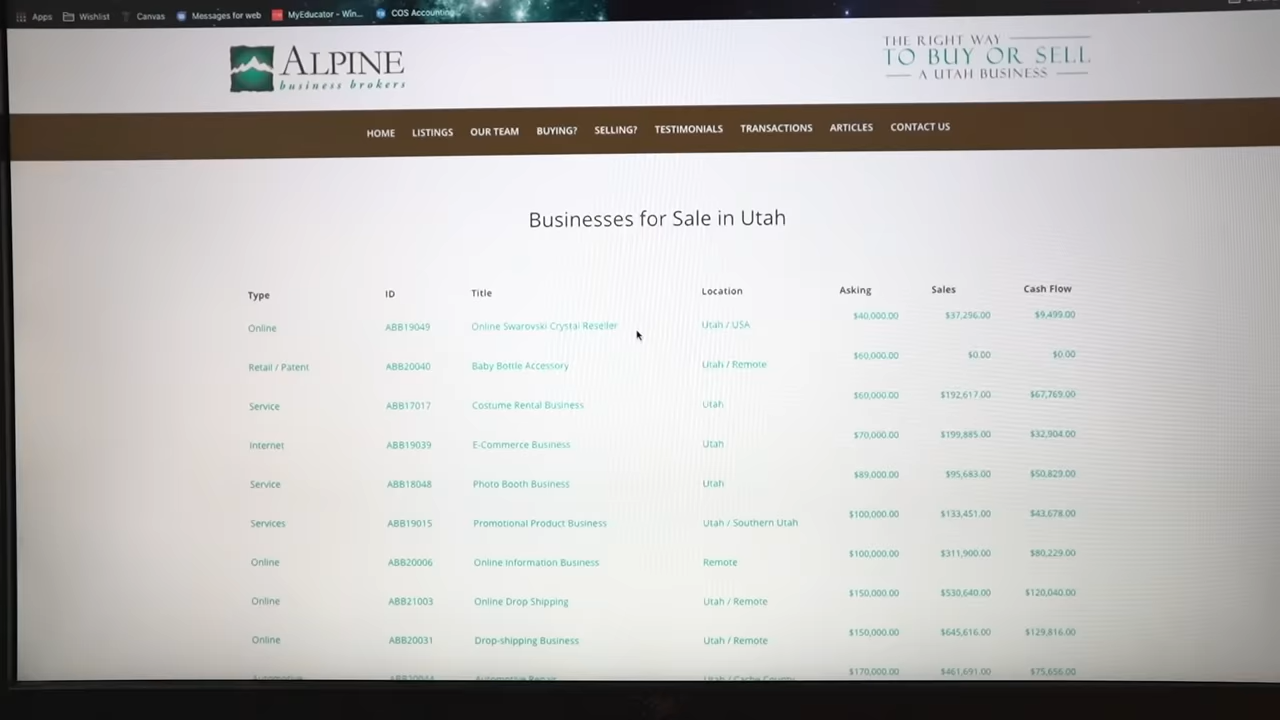 Apps Wishlist Canvas Messages for web MyEducator - Win... COS Accounting
ALPINE
business brokers
THE RIGHT WAY
TO BUY OR SELL
A UTAH BUSINESS
HOME LISTINGS OUR TEAM BUYING? SELLING? TESTIMONIALS TRANSACTIONS ARTICLES CONTACT US
Businesses for Sale in Utah
Type ID Title Location Asking Sales Cash Flow
Online ABB19049 Online Swarovski Crystal Reseller Utah / USA $40,000.00 $37,256.00 $9,499.00
Retail / Patent ABB20040 Baby Bottle Accessory Utah / Remote $60,000.00 $0.00 $0.00
Service ABB17017 Costume Rental Business Utah $60,000.00 $192,617.00 $67,769.00
Internet ABB19039 E-Commerce Business Utah $70,000.00 $199,885.00 $32,904.00
Service ABB18048 Photo Booth Business Utah $89,000.00 $95,683.00 $50,829.00
Services ABB19015 Promotional Product Business Utah / Southern Utah $100,000.00 $133,451.00 $43,678.00
Online ABB20006 Online Information Business Remote $100,000.00 $311,900.00 $80,229.00
Online ABB21003 Online Drop Shipping Utah / Remote $150,000.00 $530,640.00 $120,040.00
Online ABB20031 Drop-shipping Business Utah / Remote $150,000.00 $645,616.00 $129,816.00
Automotive Automotive Repair Utah / Cache County $170,000.00 $461,691.00 $75,656.00